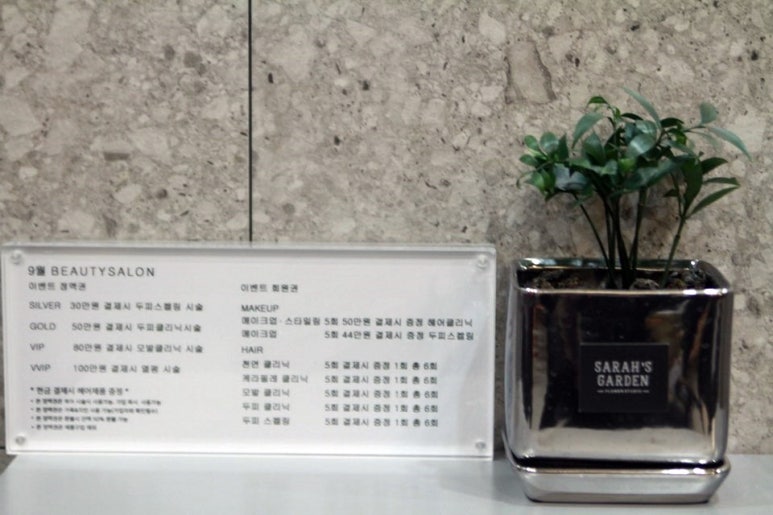 9월 BEAUTYSALON
이벤트 정액권
SILVER 30만원 결제시 두피스켈링 시술
GOLD 50만원 결제시 두피클리닉시술
VIP 80만원 결제시 모발클리닉 시술
VVIP 100만원 결제시 열펌 시술
* 현금 결제시 헤어제품 증정 *
이벤트 회원권
MAKEUP
메이크업·스타일링 5회 50만원 결제시 증정 헤어클리닉
메이크업 5회 44만원 결제시 증정 두피스켈링
HAIR
천연 클리닉 5회 결제시 증정 1회 총 6회
케라필레 클리닉 5회 결제시 증정 1회 총 6회
모발 클리닉 5회 결제시 증정 1회 총 6회
두피 클리닉 5회 결제시 증정 1회 총 6회
두피 스켈링 5회 결제시 증정 1회 총 6회
SARAH'S
GARDEN